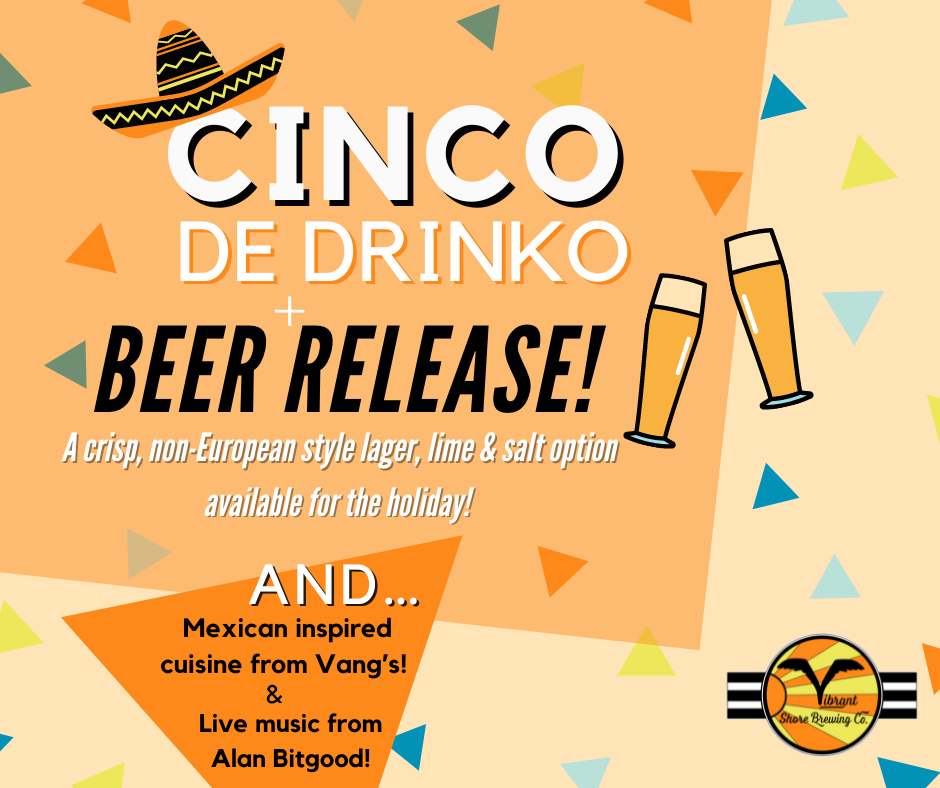 CINCO
DE DRINKO
+
BEER RELEASE!
A crisp, non-European style lager, lime & salt option
available for the holiday!
AND...
Mexican inspired
cuisine from Vang's!
&
Live music from
Alan Bitgood!
Vibrant
Shore Brewing Co.